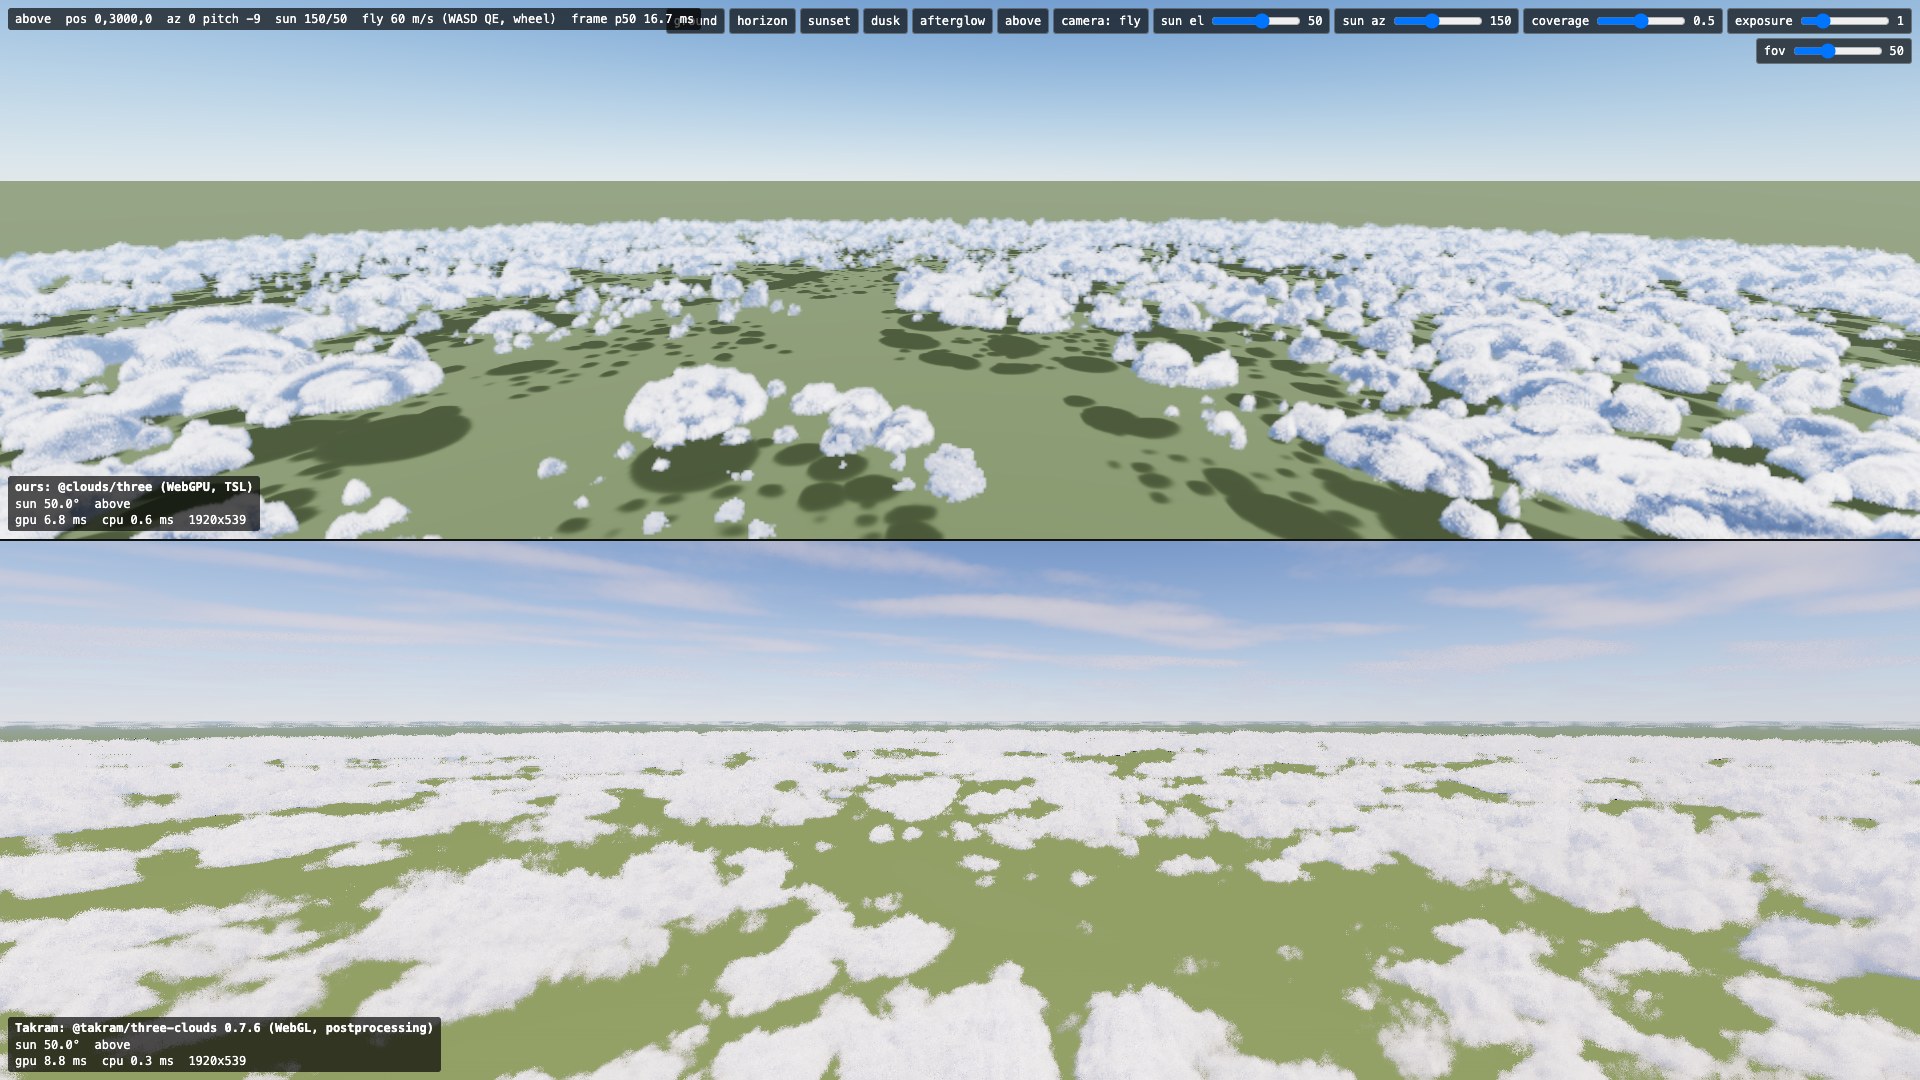 above pos 0,3000,0 az 0 pitch -9 sun 150/50 fly 60 m/s (WASD QE, wheel) frame p50 16.7 ms
horizon sunset dusk afterglow above camera: fly sun el 50 sun az 150 coverage 0.5 exposure 1
fov 50
ours: @clouds/three (WebGPU, TSL)
sun 50.0° above
gpu 6.8 ms cpu 0.6 ms 1920x539
Takram: @takram/three-clouds 0.7.6 (WebGL, postprocessing)
sun 50.0° above
gpu 8.8 ms cpu 0.3 ms 1920x539